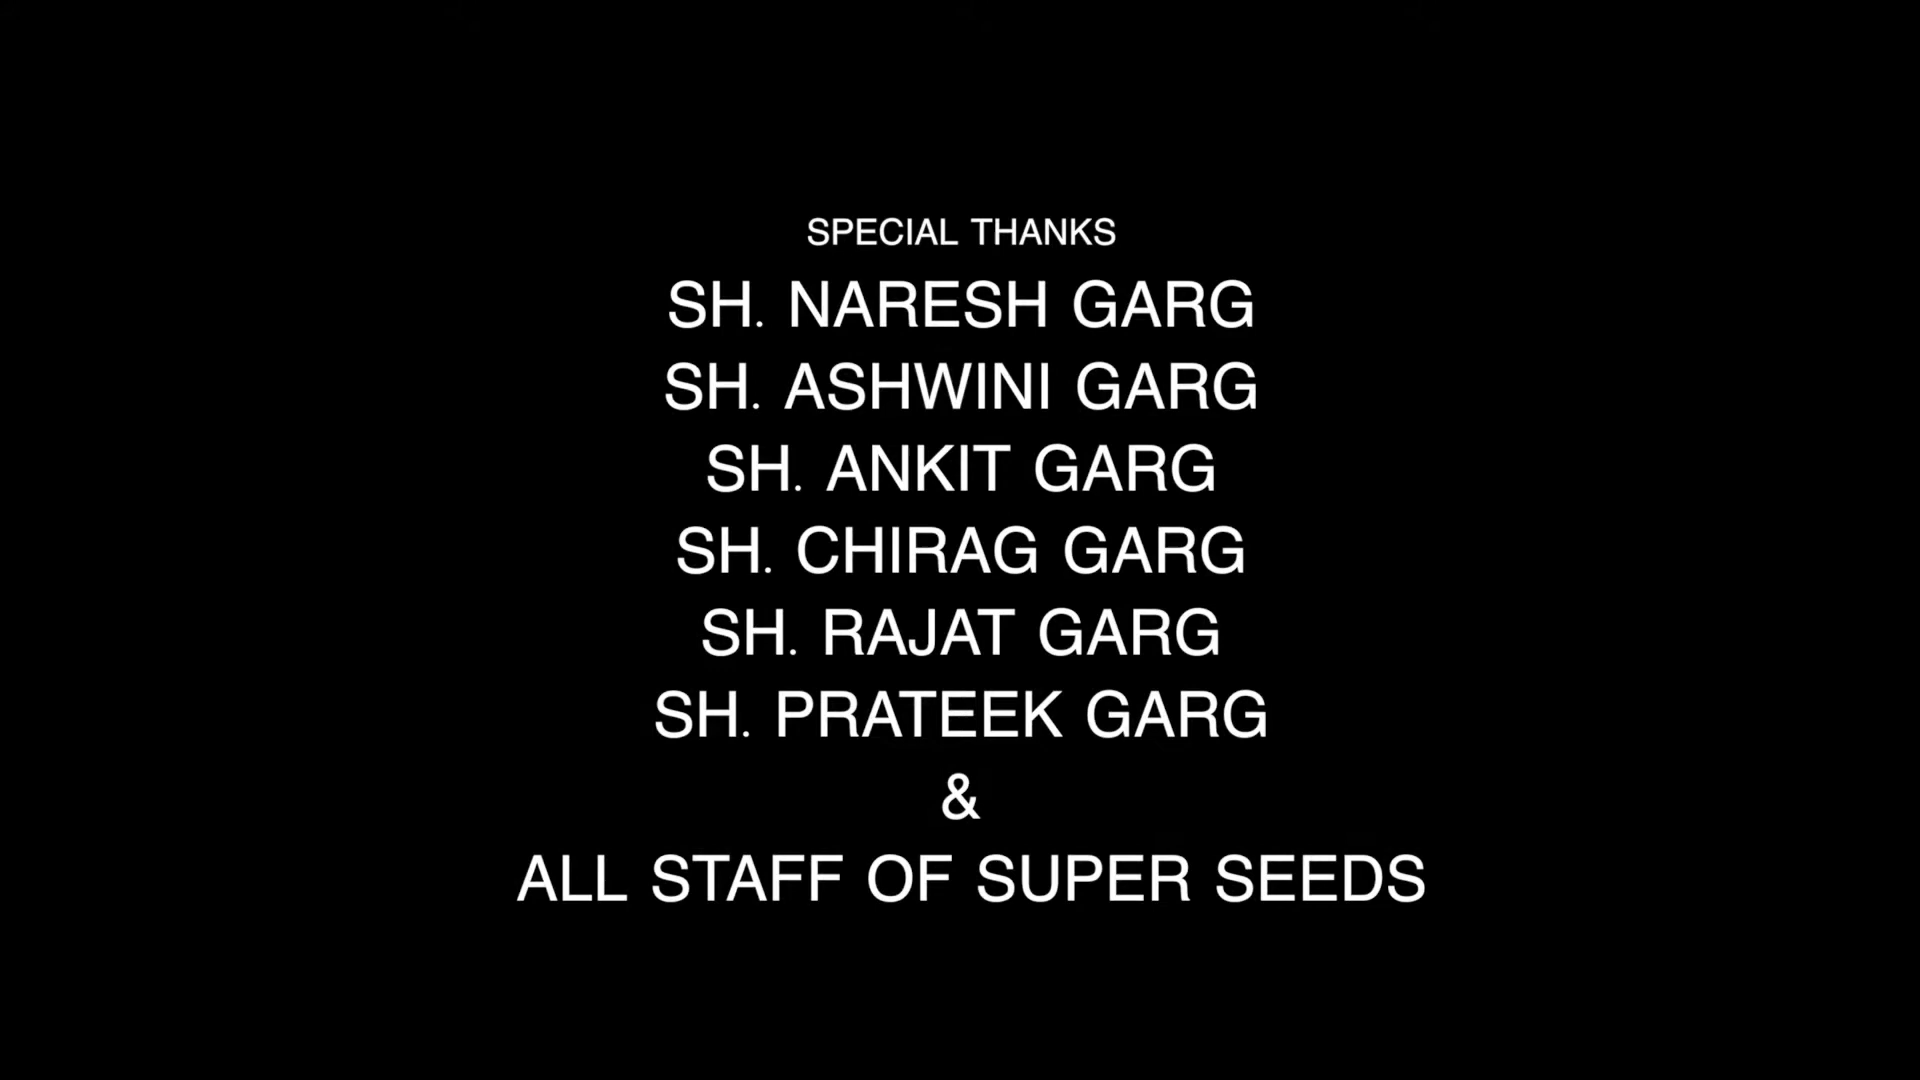 SPECIAL THANKS
SH. NARESH GARG
SH. ASHWINI GARG
SH. ANKIT GARG
SH. CHIRAG GARG
SH. RAJAT GARG
SH. PRATEEK GARG
&
ALL STAFF OF SUPER SEEDS